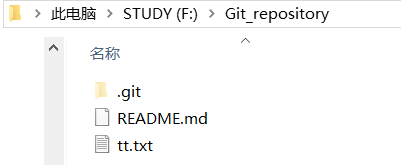 此电脑 > STUDY (F:) > Git_repository
名称
.git
README.md
tt.txt